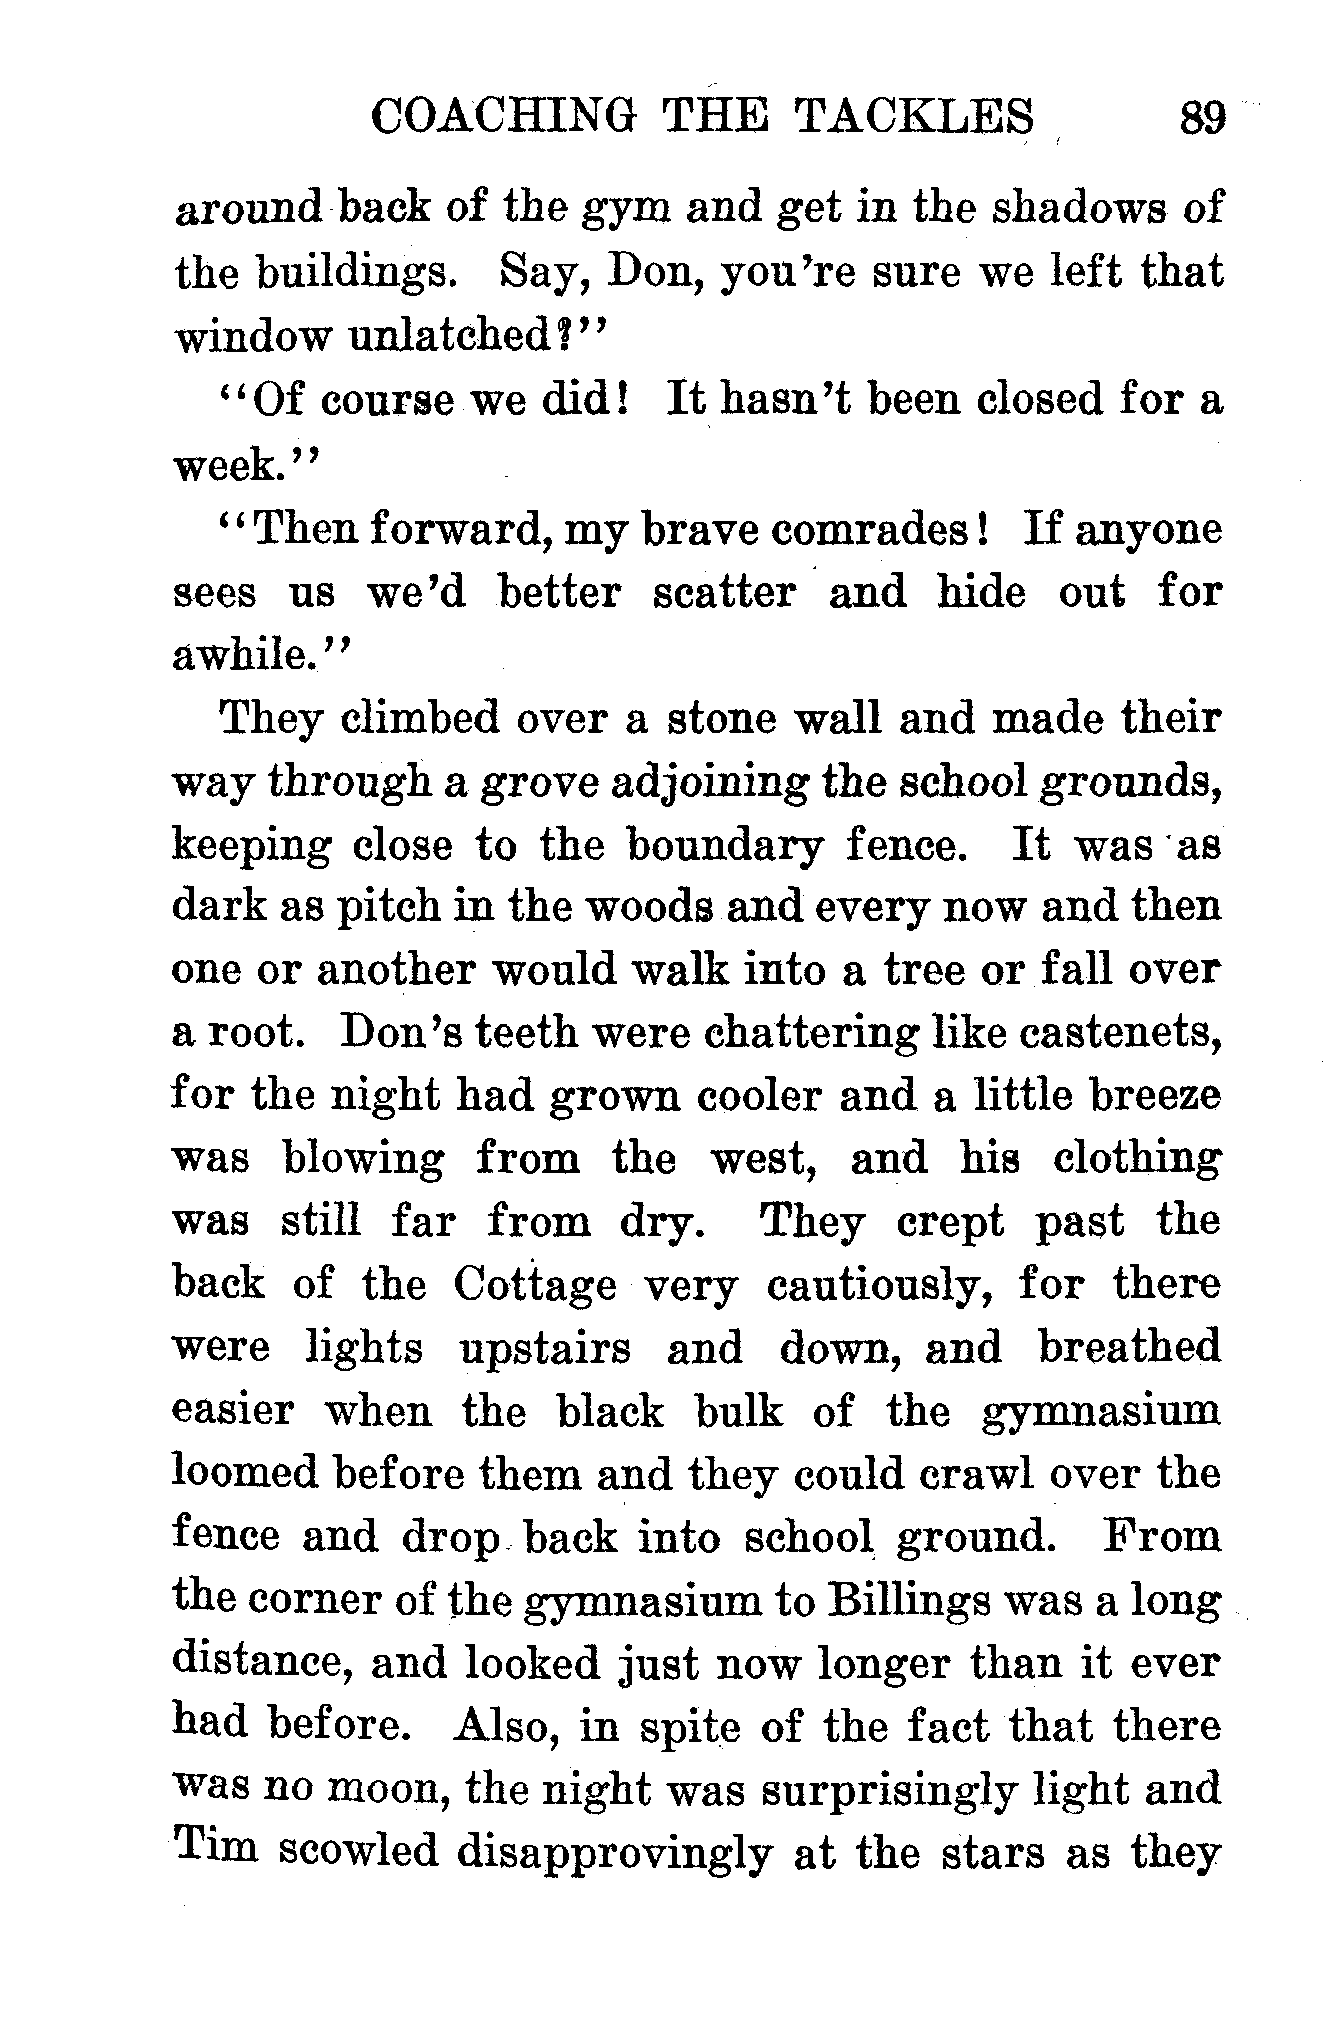 COACHING THE TACKLES 89
around back of the gym and get in the shadows of
the buildings. Say, Don, you're sure we left that
window unlatched?"
"Of course we did! It hasn't been closed for a
week."
"Then forward, my brave comrades! If anyone
sees us we'd better scatter and hide out for
awhile."
They climbed over a stone wall and made their
way through a grove adjoining the school grounds,
keeping close to the boundary fence. It was as
dark as pitch in the woods and every now and then
one or another would walk into a tree or fall over
a root. Don's teeth were chattering like castenets,
for the night had grown cooler and a little breeze
was blowing from the west, and his clothing
was still far from dry. They crept past the
back of the Cottage very cautiously, for there
were lights upstairs and down, and breathed
easier when the black bulk of the gymnasium
loomed before them and they could crawl over the
fence and drop back into school ground. From
the corner of the gymnasium to Billings was a long
distance, and looked just now longer than it ever
had before. Also, in spite of the fact that there
was no moon, the night was surprisingly light and
Tim scowled disapprovingly at the stars as they